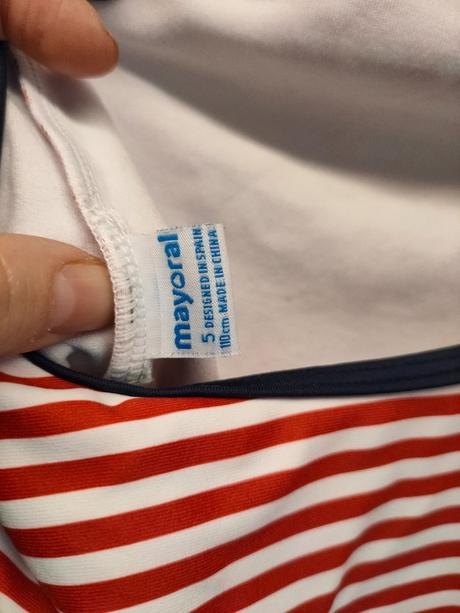 mayoral
5 DESIGNED IN SPAIN
110cm MADE IN CHINA